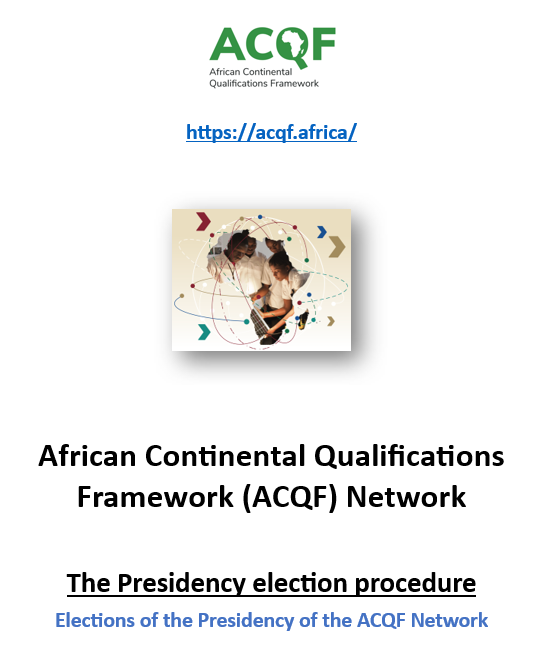 ACQF
African Continental
Qualifications Framework
https://acqf.africa/
African Continental Qualifications
Framework (ACQF) Network
The Presidency election procedure
Elections of the Presidency of the ACQF Network